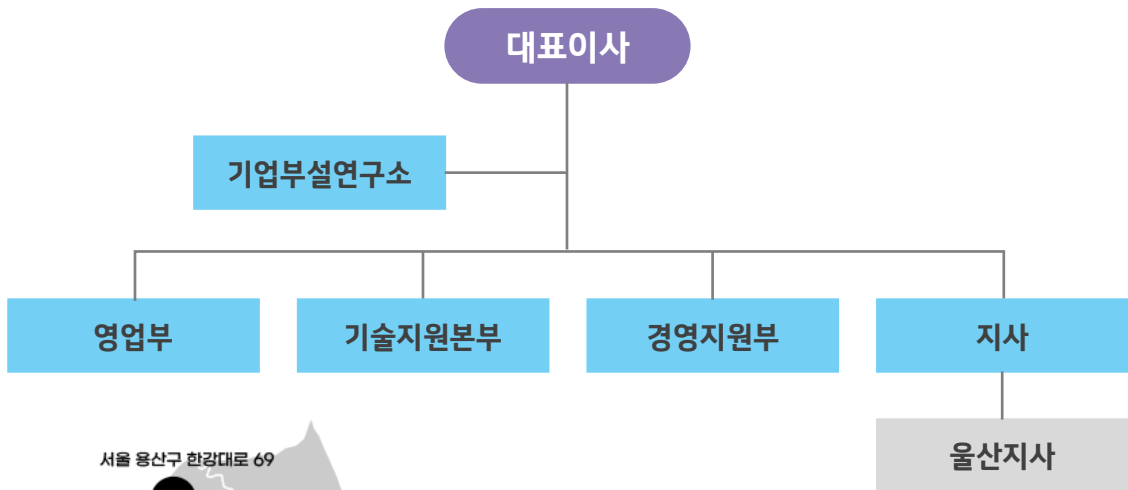 대표이사
기업부설연구소
영업부
기술지원본부
경영지원부
지사
울산지사
서울 용산구 한강대로 69